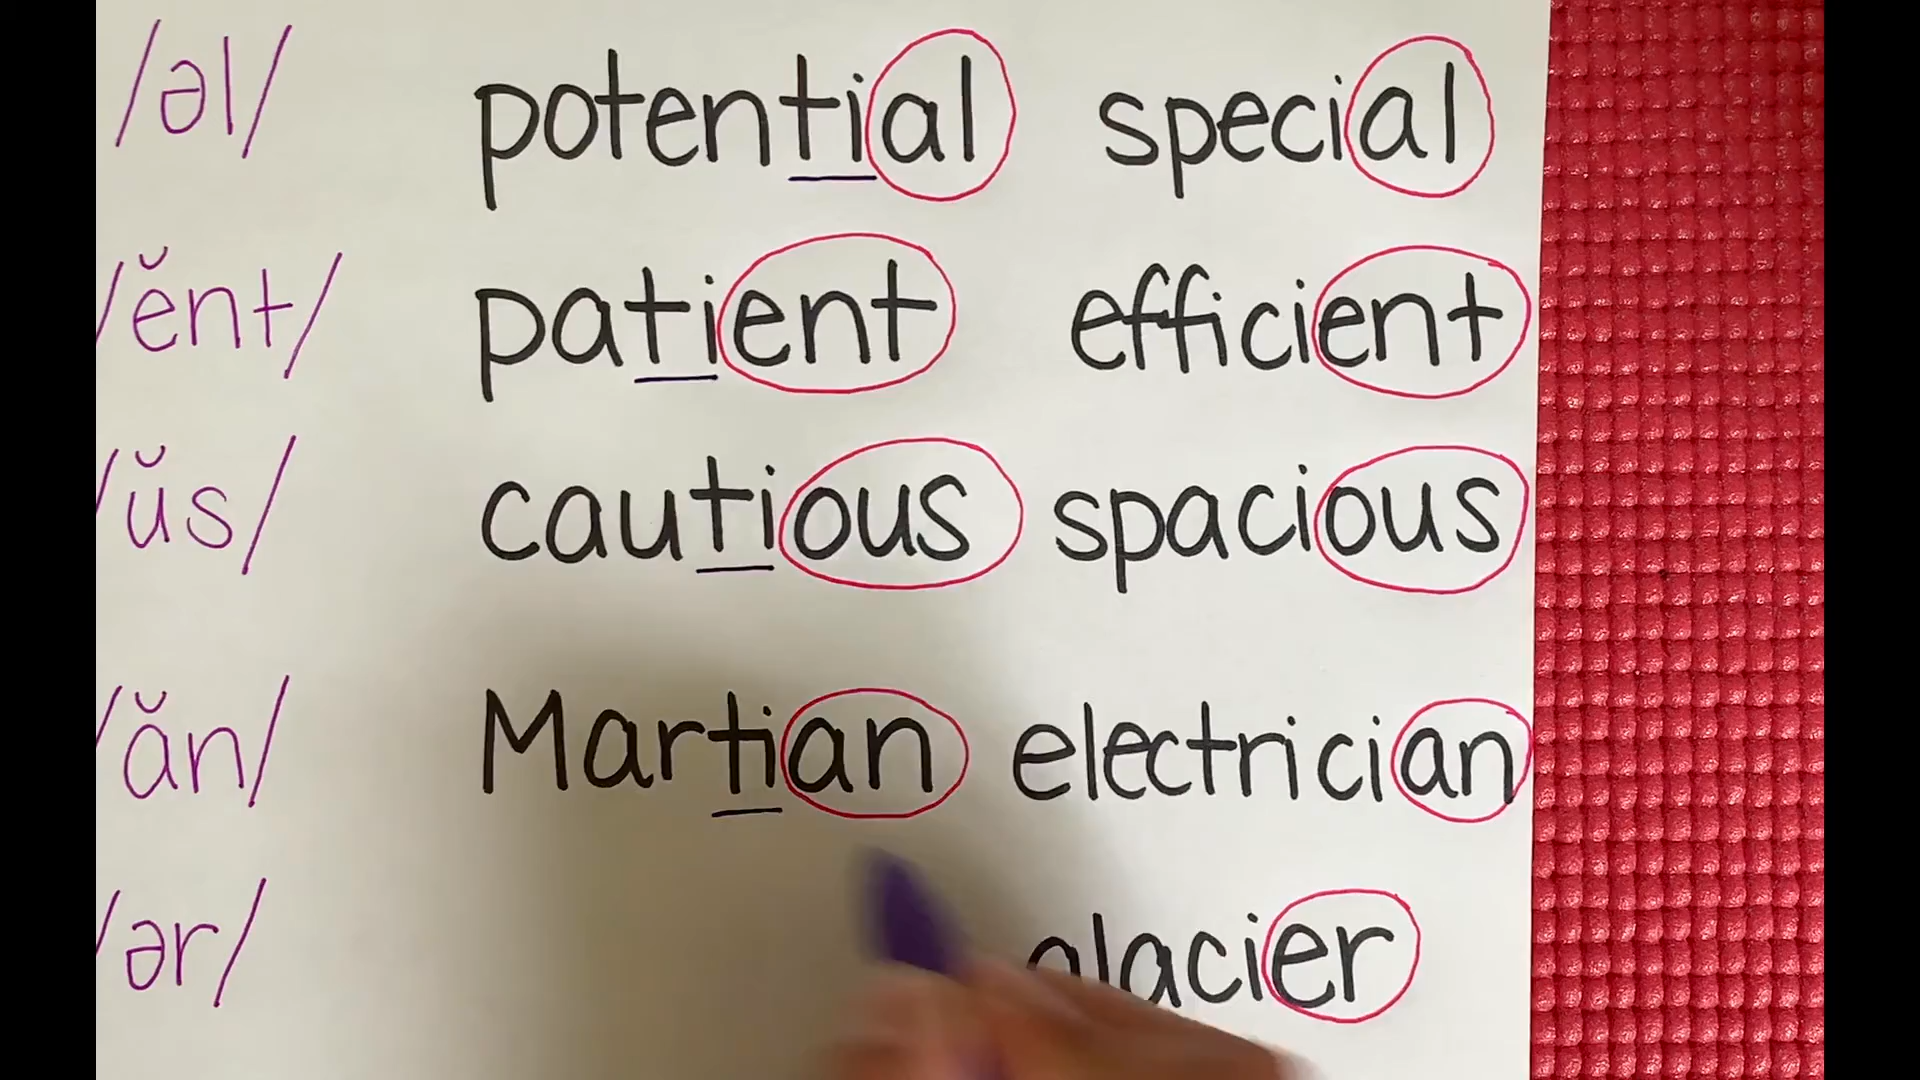 /əl/ potential special
/ĕnt/ patient efficient
/ŭs/ cautious spacious
/ăn/ Martian electrician
/ər/ glacier